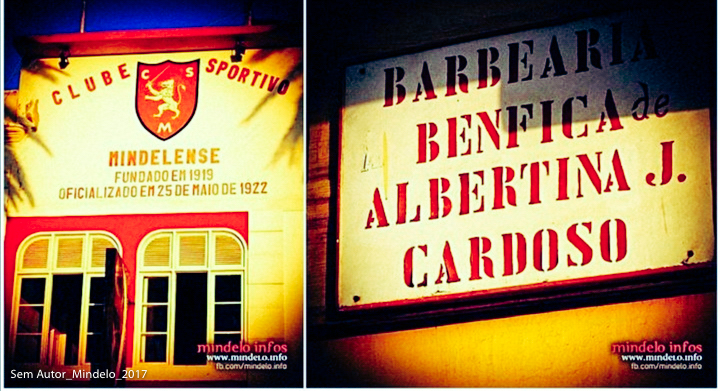 CLUBE SPORTIVO
C S
M
MINDELENSE
FUNDADO EM 1919
OFICIALIZADO EM 25 DE MAIO DE 1922
mindelo infos
www.mindelo.info
fb.com/mindelo.info
Sem Autor_Mindelo_2017
BARBEARIA
BENFICA de
ALBERTINA J.
CARDOSO
mindelo infos
www.mindelo.info
fb.com/mindelo.info